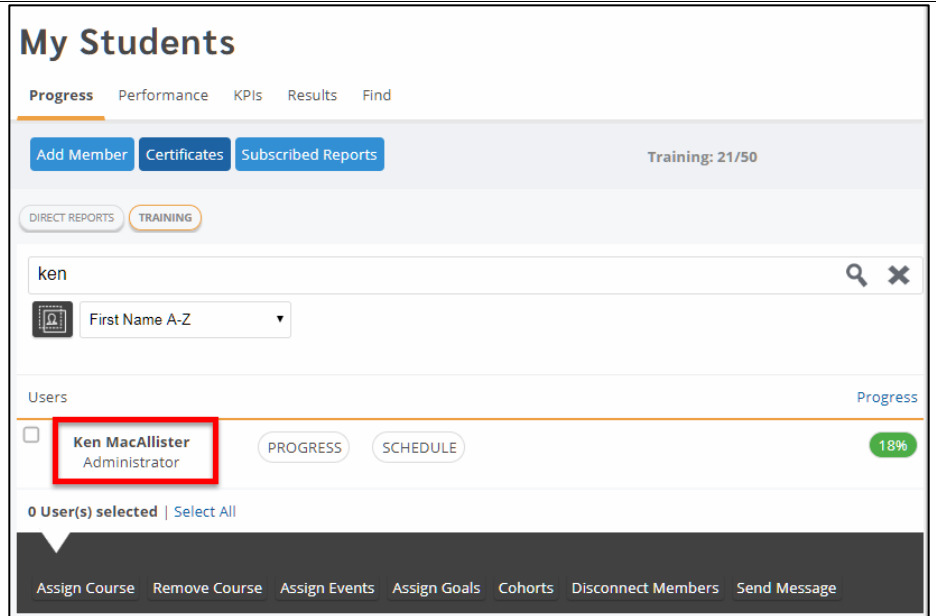 My Students
Progress Performance KPIs Results Find
Add Member Certificates Subscribed Reports Training: 21/50
DIRECT REPORTS TRAINING
ken
First Name A-Z
Users Progress
Ken MacAllister PROGRESS SCHEDULE 18%
Administrator
0 User(s) selected | Select All
Assign Course Remove Course Assign Events Assign Goals Cohorts Disconnect Members Send Message